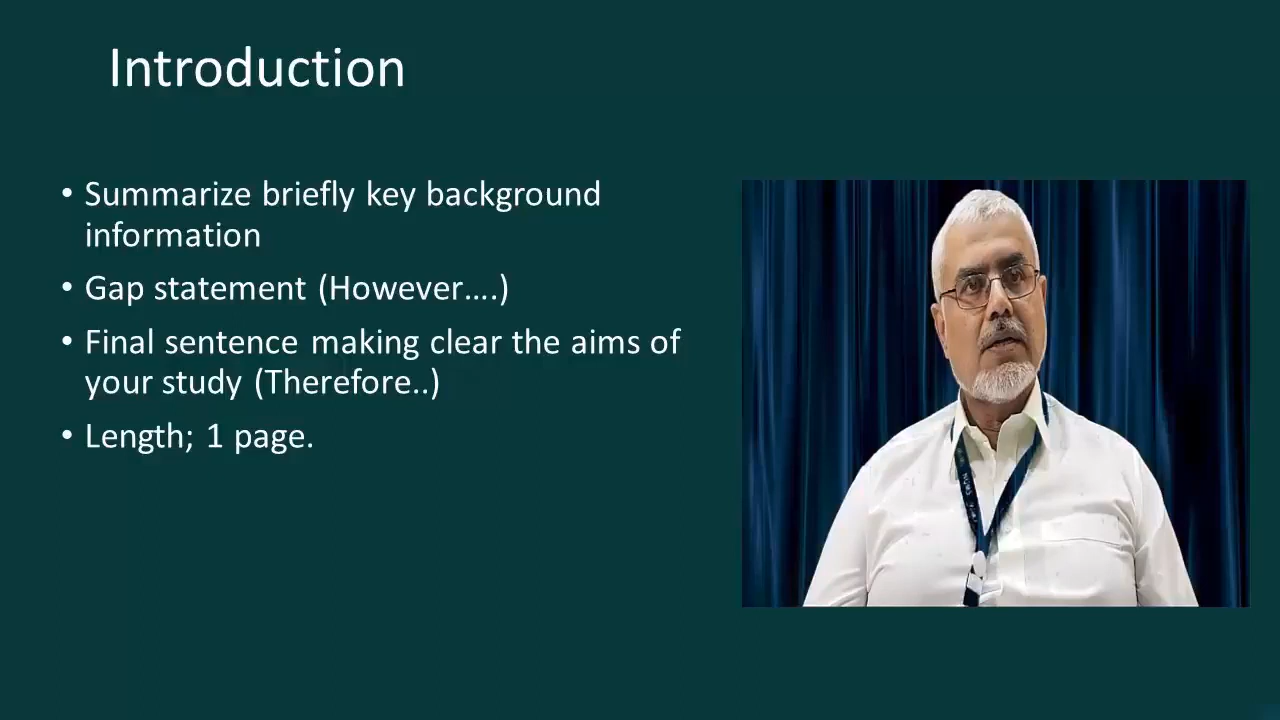 Introduction
• Summarize briefly key background
information
• Gap statement (However....)
• Final sentence making clear the aims of
your study (Therefore..)
• Length; 1 page.